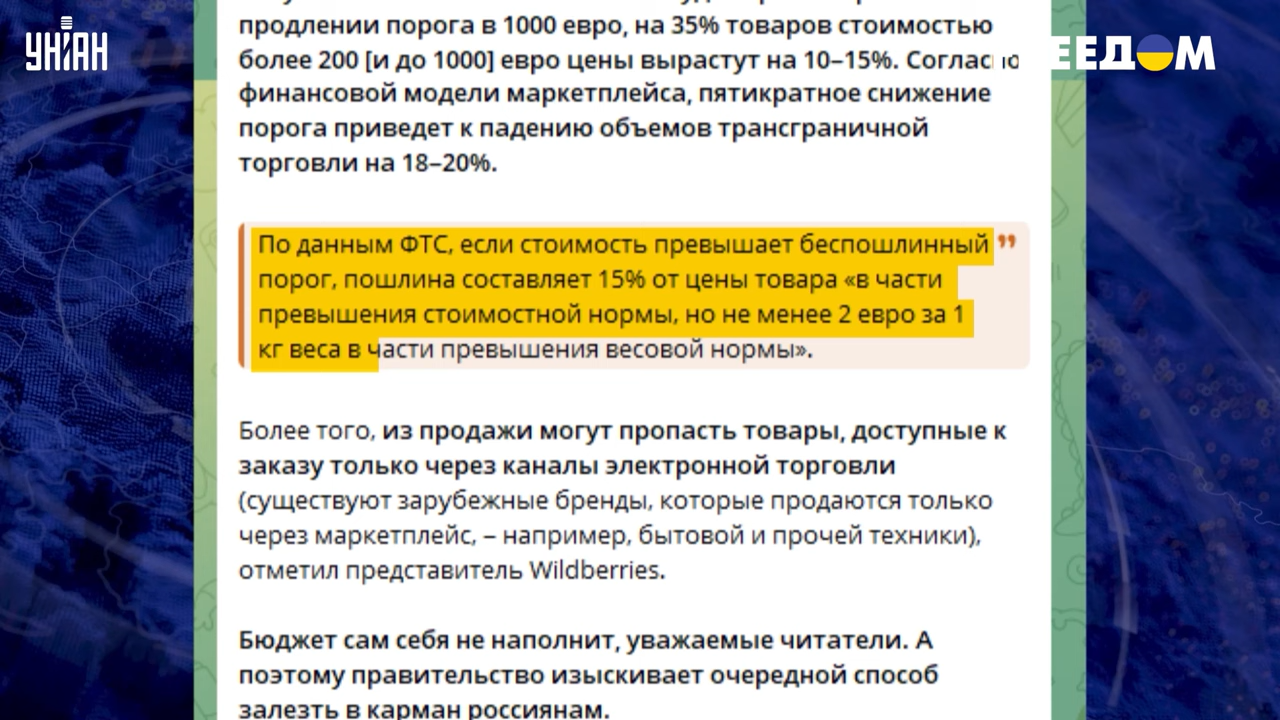 УНІАН
ЕЕДОМ
продлении порога в 1000 евро, на 35% товаров стоимостью
более 200 [и до 1000] евро цены вырастут на 10–15%. Согласно
финансовой модели маркетплейса, пятикратное снижение
порога приведет к падению объемов трансграничной
торговли на 18–20%.
По данным ФТС, если стоимость превышает беспошлинный
порог, пошлина составляет 15% от цены товара «в части
превышения стоимостной нормы, но не менее 2 евро за 1
кг веса в части превышения весовой нормы».
Более того, из продажи могут пропасть товары, доступные к
заказу только через каналы электронной торговли
(существуют зарубежные бренды, которые продаются только
через маркетплейс, – например, бытовой и прочей техники),
отметил представитель Wildberries.
Бюджет сам себя не наполнит, уважаемые читатели. А
поэтому правительство изыскивает очередной способ
залезть в карман россиянам.